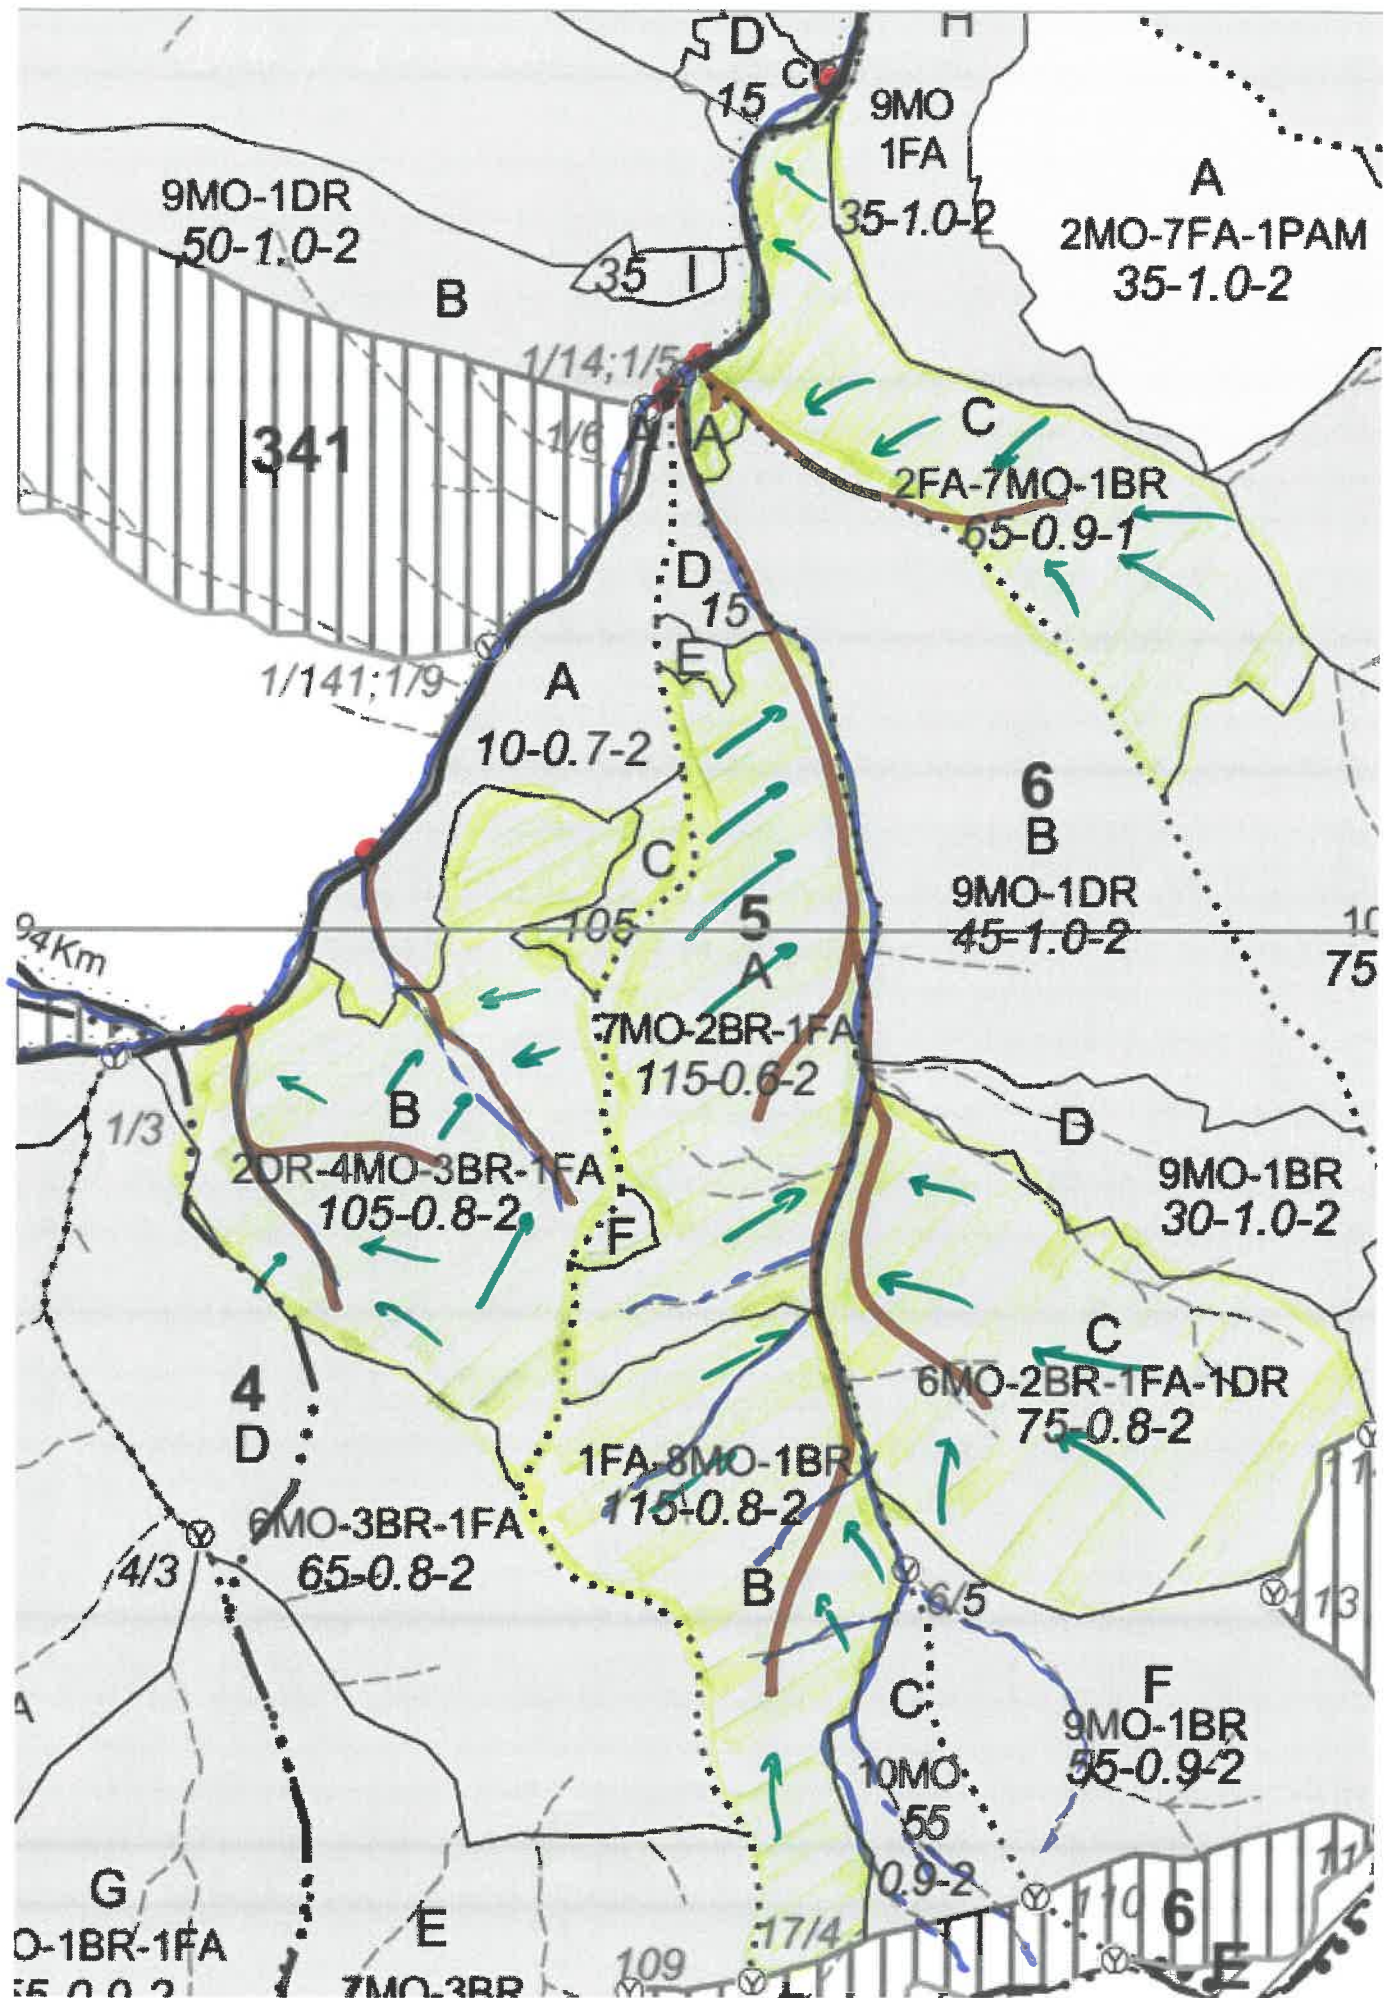 D
H
C
15
9MO
1FA
A
9MO-1DR
50-1.0-2
35-1.0-2
2MO-7FA-1PAM
35-1.0-2
35
I
B
1/14;1/5
C
341
1/6
A
A
2FA-7MO-1BR
65-0.9-1
D
15
E
1/141;1/9
A
10-0.7-2
6
B
C
9MO-1DR
45-1.0-2
105
5
94Km
10
75
A
7MO-2BR-1FA
115-0.6-2
1/3
B
D
2DR-4MO-3BR-1FA
105-0.8-2
9MO-1BR
30-1.0-2
F
C
6MO-2BR-1FA-1DR
75-0.8-2
4
D
1FA-8MO-1BR
115-0.8-2
6MO-3BR-1FA
65-0.8-2
4/3
B
6/5
113
A
C
F
9MO-1BR
55-0.9-2
10MO
55
0.9-2
G
E
110
6
O-1BR-1FA
17/4
E
109
7MO-3BR